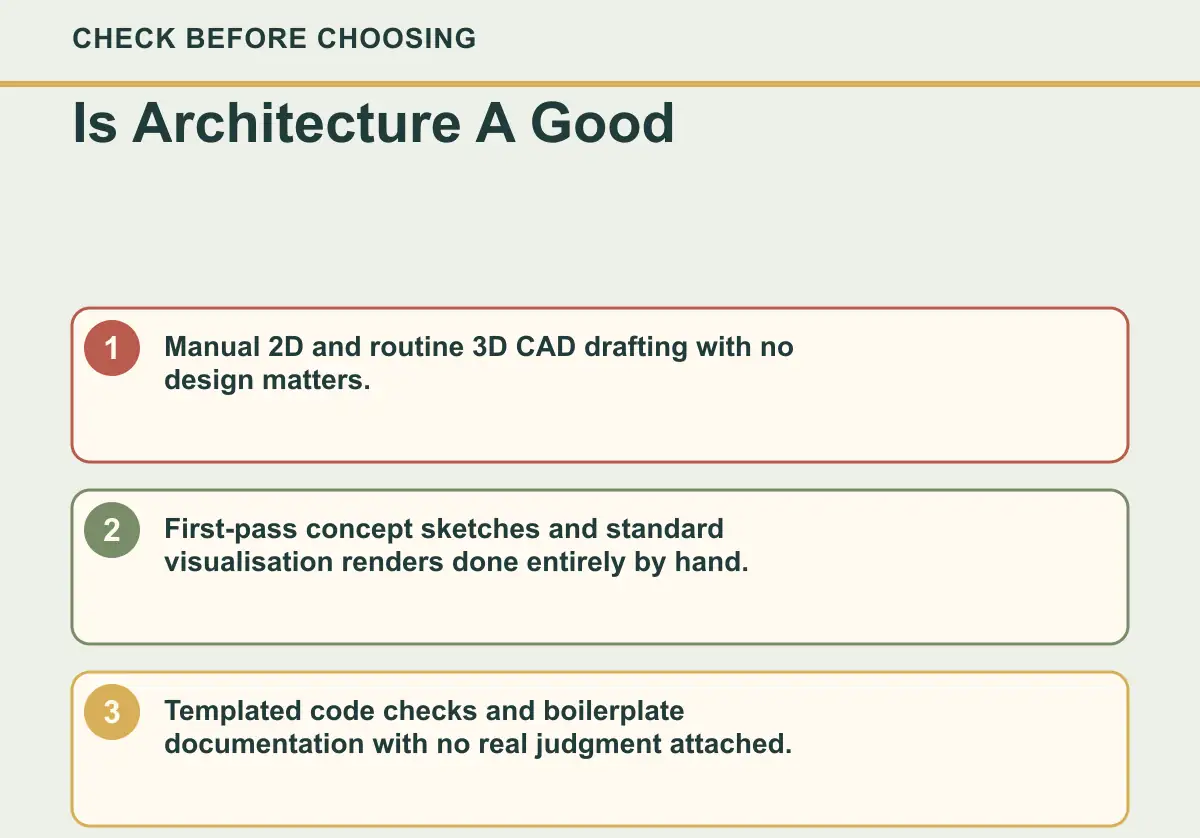 CHECK BEFORE CHOOSING
Is Architecture A Good
1
Manual 2D and routine 3D CAD drafting with no
design matters.
2
First-pass concept sketches and standard
visualisation renders done entirely by hand.
3
Templated code checks and boilerplate
documentation with no real judgment attached.